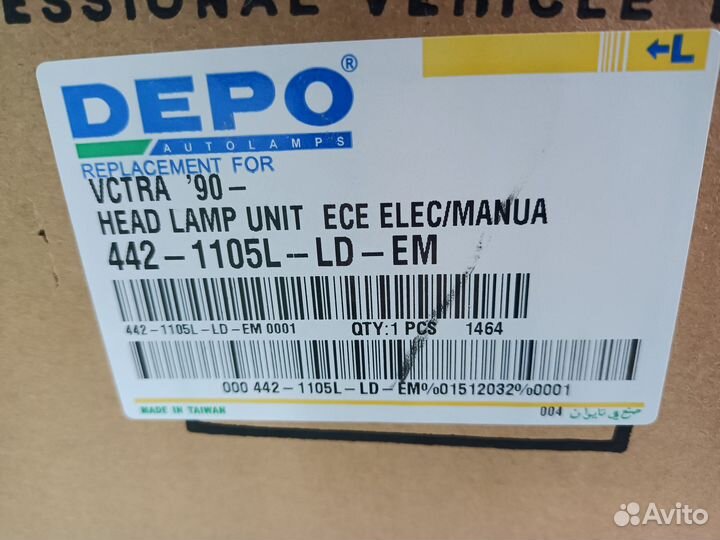 ESSIONAL VEHICLE
←L
DEPO®
AUTOLAMPS
REPLACEMENT FOR
VCTRA '90-
HEAD LAMP UNIT ECE ELEC/MANUA
442-1105L--LD-EM
442-1105L-LD-EM 0001 QTY:1 PCS 1464
000 442-1105L-LD-EM%01512032%0001
MADE IN TAIWAN 004 صنع في تايوان
Avito